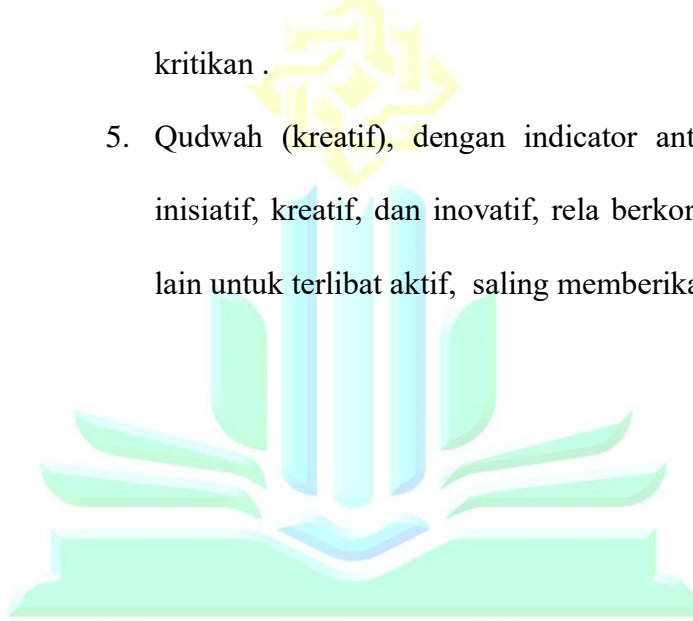 kritikan .
5. Qudwah (kreatif), dengan indicator ant
inisiatif, kreatif, dan inovatif, rela berkor
lain untuk terlibat aktif, saling memberika